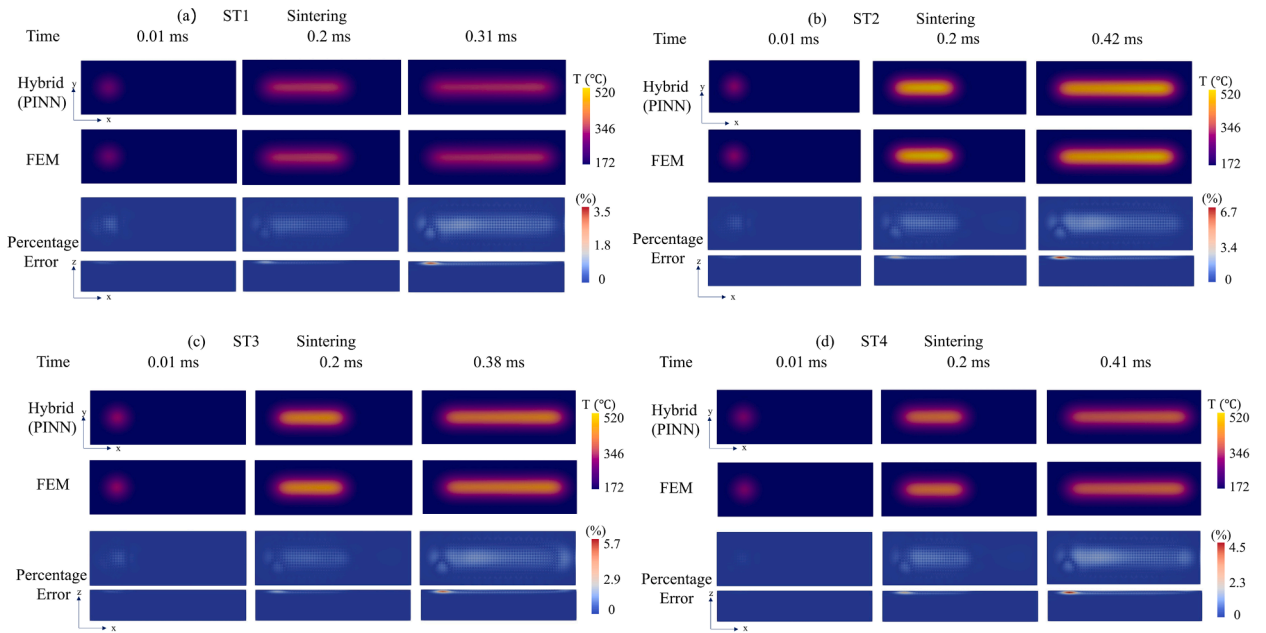 (a) ST1 Sintering
Time 0.01 ms 0.2 ms 0.31 ms
Hybrid
(PINN)
y
x
T (℃)
520
346
172
FEM
(%)
3.5
1.8
0
Percentage
Error
z
x
(b) ST2 Sintering
Time 0.01 ms 0.2 ms 0.42 ms
Hybrid
(PINN)
y
x
T (℃)
520
346
172
FEM
(%)
6.7
3.4
0
Percentage
Error
z
x
(c) ST3 Sintering
Time 0.01 ms 0.2 ms 0.38 ms
Hybrid
(PINN)
y
x
T (℃)
520
346
172
FEM
(%)
5.7
2.9
0
Percentage
Error
z
x
(d) ST4 Sintering
Time 0.01 ms 0.2 ms 0.41 ms
Hybrid
(PINN)
y
x
T (℃)
520
346
172
FEM
(%)
4.5
2.3
0
Percentage
Error
z
x